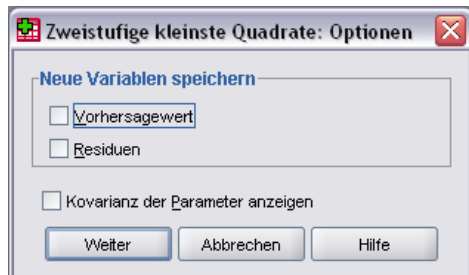 Zweistufige kleinste Quadrate: Optionen
Neue Variablen speichern
Vorhersagewert
Residuen
Kovarianz der Parameter anzeigen
Weiter Abbrechen Hilfe